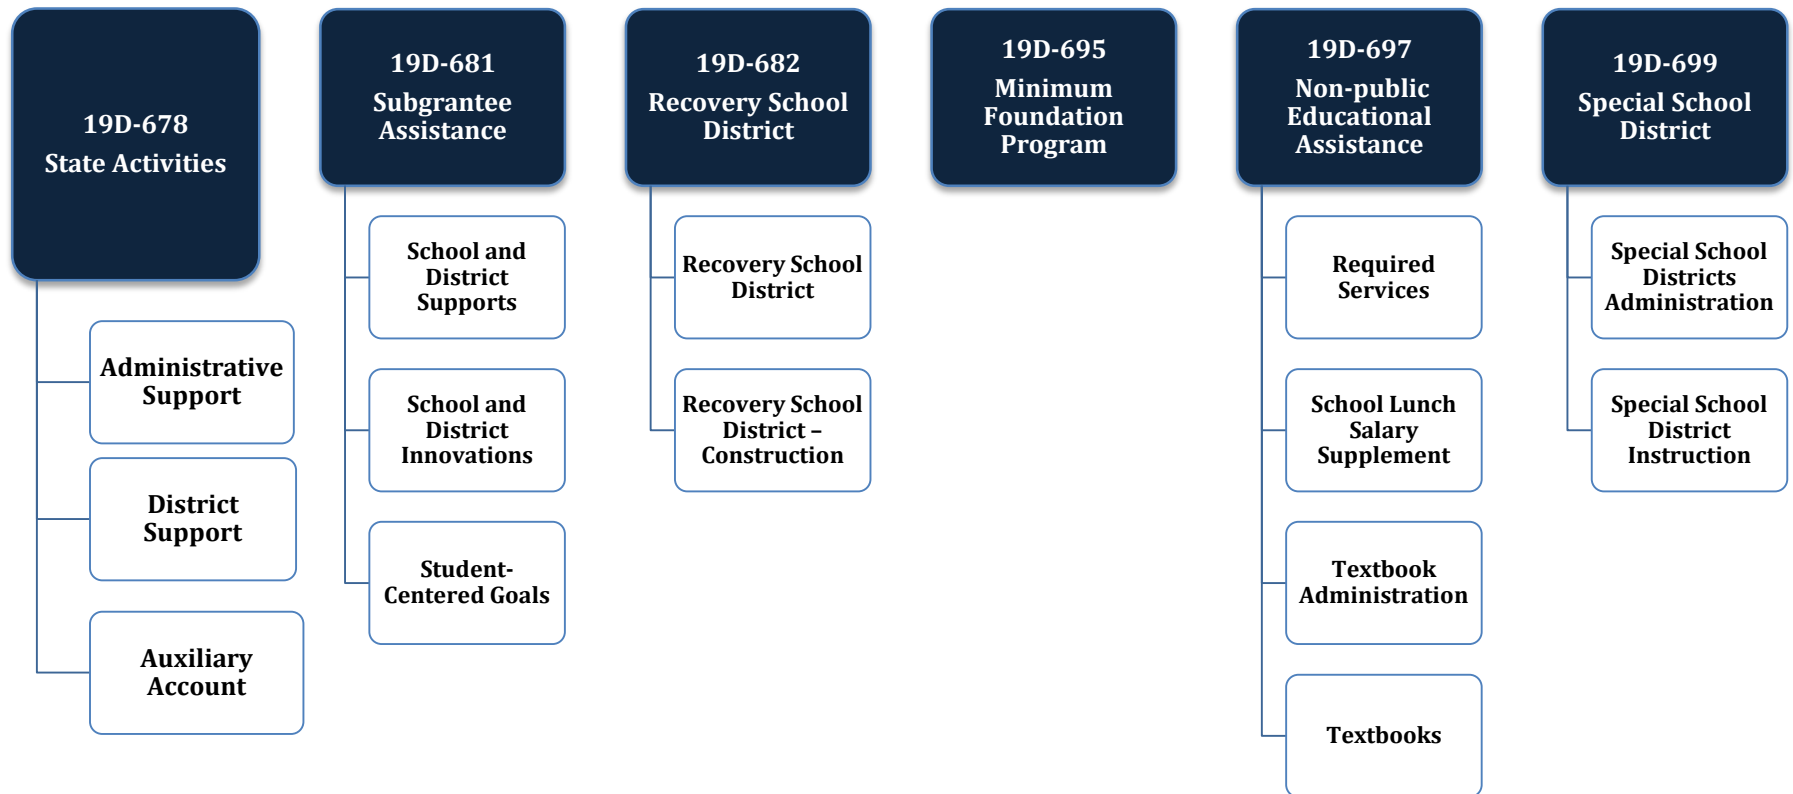 19D-678
State Activities
Administrative
Support
District
Support
Auxiliary
Account
19D-681
Subgrantee
Assistance
School and
District
Supports
School and
District
Innovations
Student-
Centered Goals
19D-682
Recovery School
District
Recovery School
District
Recovery School
District –
Construction
19D-695
Minimum
Foundation
Program
19D-697
Non-public
Educational
Assistance
Required
Services
School Lunch
Salary
Supplement
Textbook
Administration
Textbooks
19D-699
Special School
District
Special School
Districts
Administration
Special School
District
Instruction